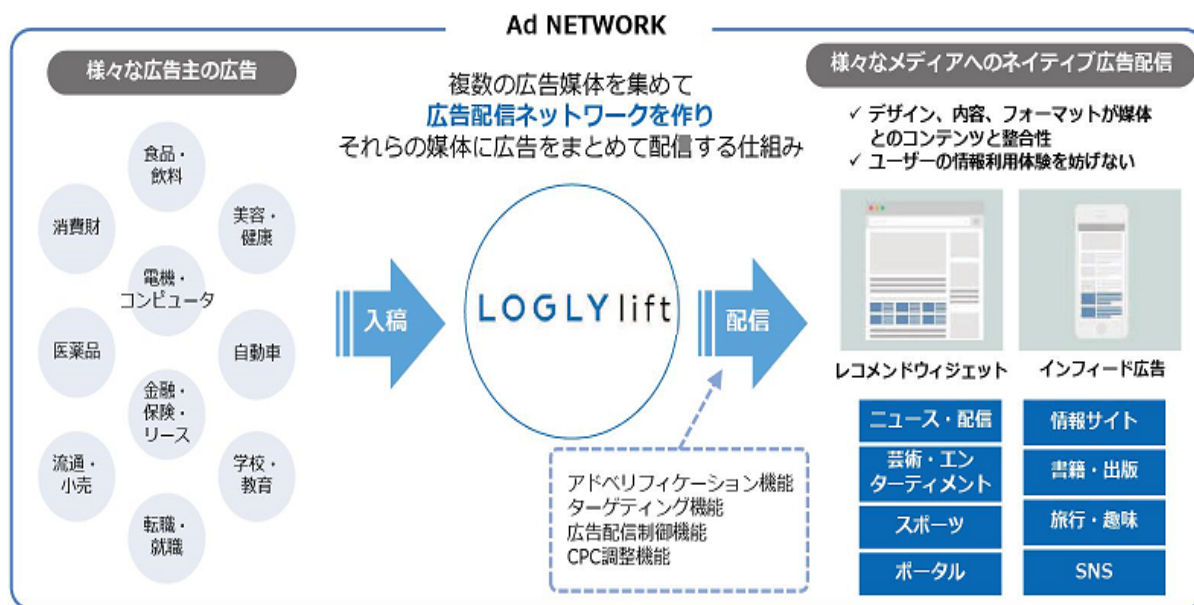 Ad NETWORK
様々な広告主の広告
食品・
飲料
消費財
美容・
健康
電機・
コンピュータ
医薬品
自動車
金融・
保険・
リース
流通・
小売
学校・
教育
転職・
就職
入稿
複数の広告媒体を集めて
広告配信ネットワークを作り
それらの媒体に広告をまとめて配信する仕組み
LOGLY lift
配信
アドベリフィケーション機能
ターゲティング機能
広告配信制御機能
CPC調整機能
様々なメディアへのネイティブ広告配信
✓ デザイン、内容、フォーマットが媒体
とのコンテンツと整合性
✓ ユーザーの情報利用体験を妨げない
レコメンドウィジェット
インフィード広告
ニュース・配信
情報サイト
芸術・エン
ターティメント
書籍・出版
スポーツ
旅行・趣味
ポータル
SNS